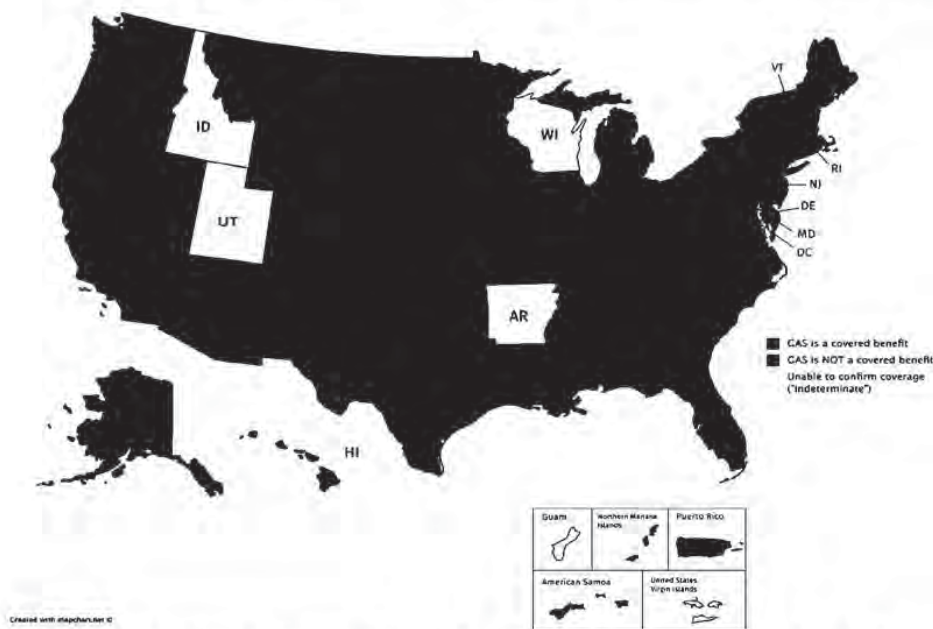 VT
ID
WI
RI
NJ
UT
DE
MD
DC
AR
GAS is a covered benefit
GAS is NOT a covered benefit
Unable to confirm coverage
("indeterminate")
HI
Guam
Northern Mariana
Islands
Puerto Rico
American Samoa
United States
Virgin Islands
Created with mapchart.net ©